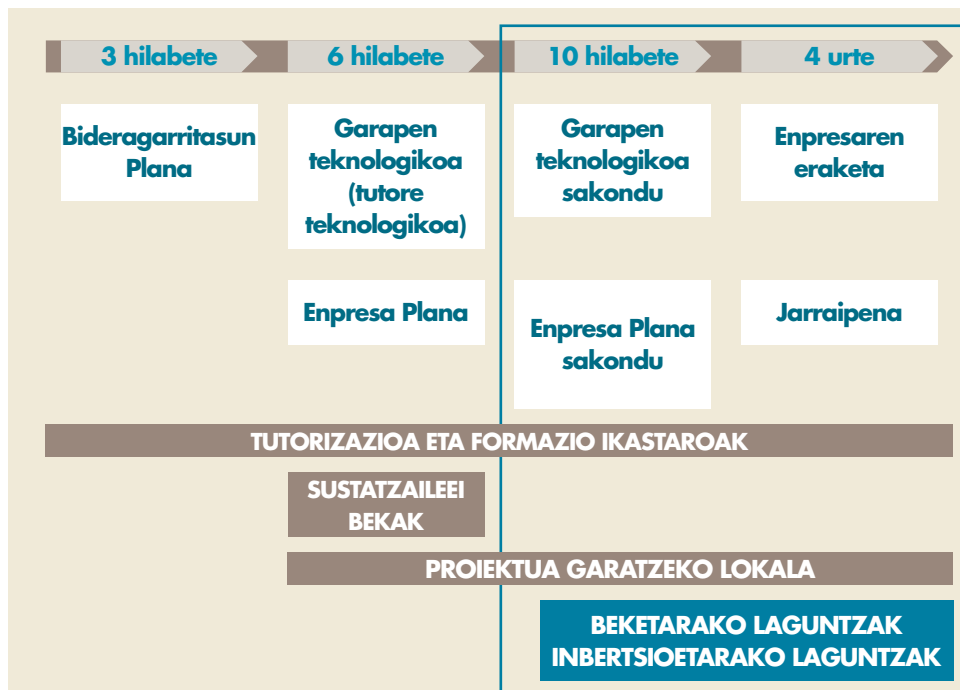 3 hilabete
6 hilabete
10 hilabete
4 urte
Bideragarritasun
Plana
Garapen
teknologikoa
(tutore
teknologikoa)
Garapen
teknologikoa
sakondu
Enpresaren
eraketa
Enpresa Plana
Enpresa Plana
sakondu
Jarraipena
TUTORIZAZIOA ETA FORMAZIO IKASTAROAK
SUSTATZAILEEI
BEKAK
PROIEKTUA GARATZEKO LOKALA
BEKETARAKO LAGUNTZAK
INBERTSIOETARAKO LAGUNTZAK